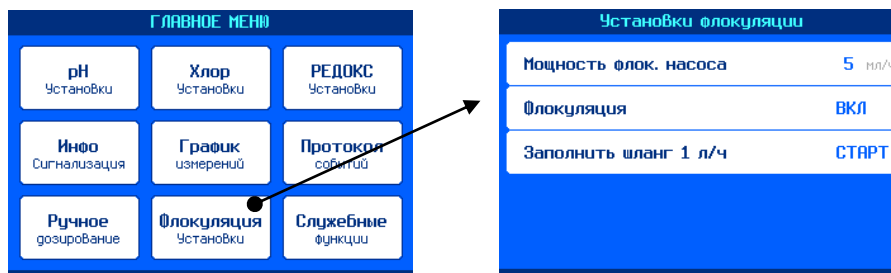 ГЛАВНОЕ МЕНЮ
pH
Установки
Хлор
Установки
РЕДОКС
Установки
Инфо
Сигнализация
График
измерений
Протокол
событий
Ручное
дозирование
Флокуляция
Установки
Служебные
функции
Установки флокуляции
Мощность флок. насоса 5 мл/ч
Флокуляция ВКЛ
Заполнить шланг 1 л/ч СТАРТ